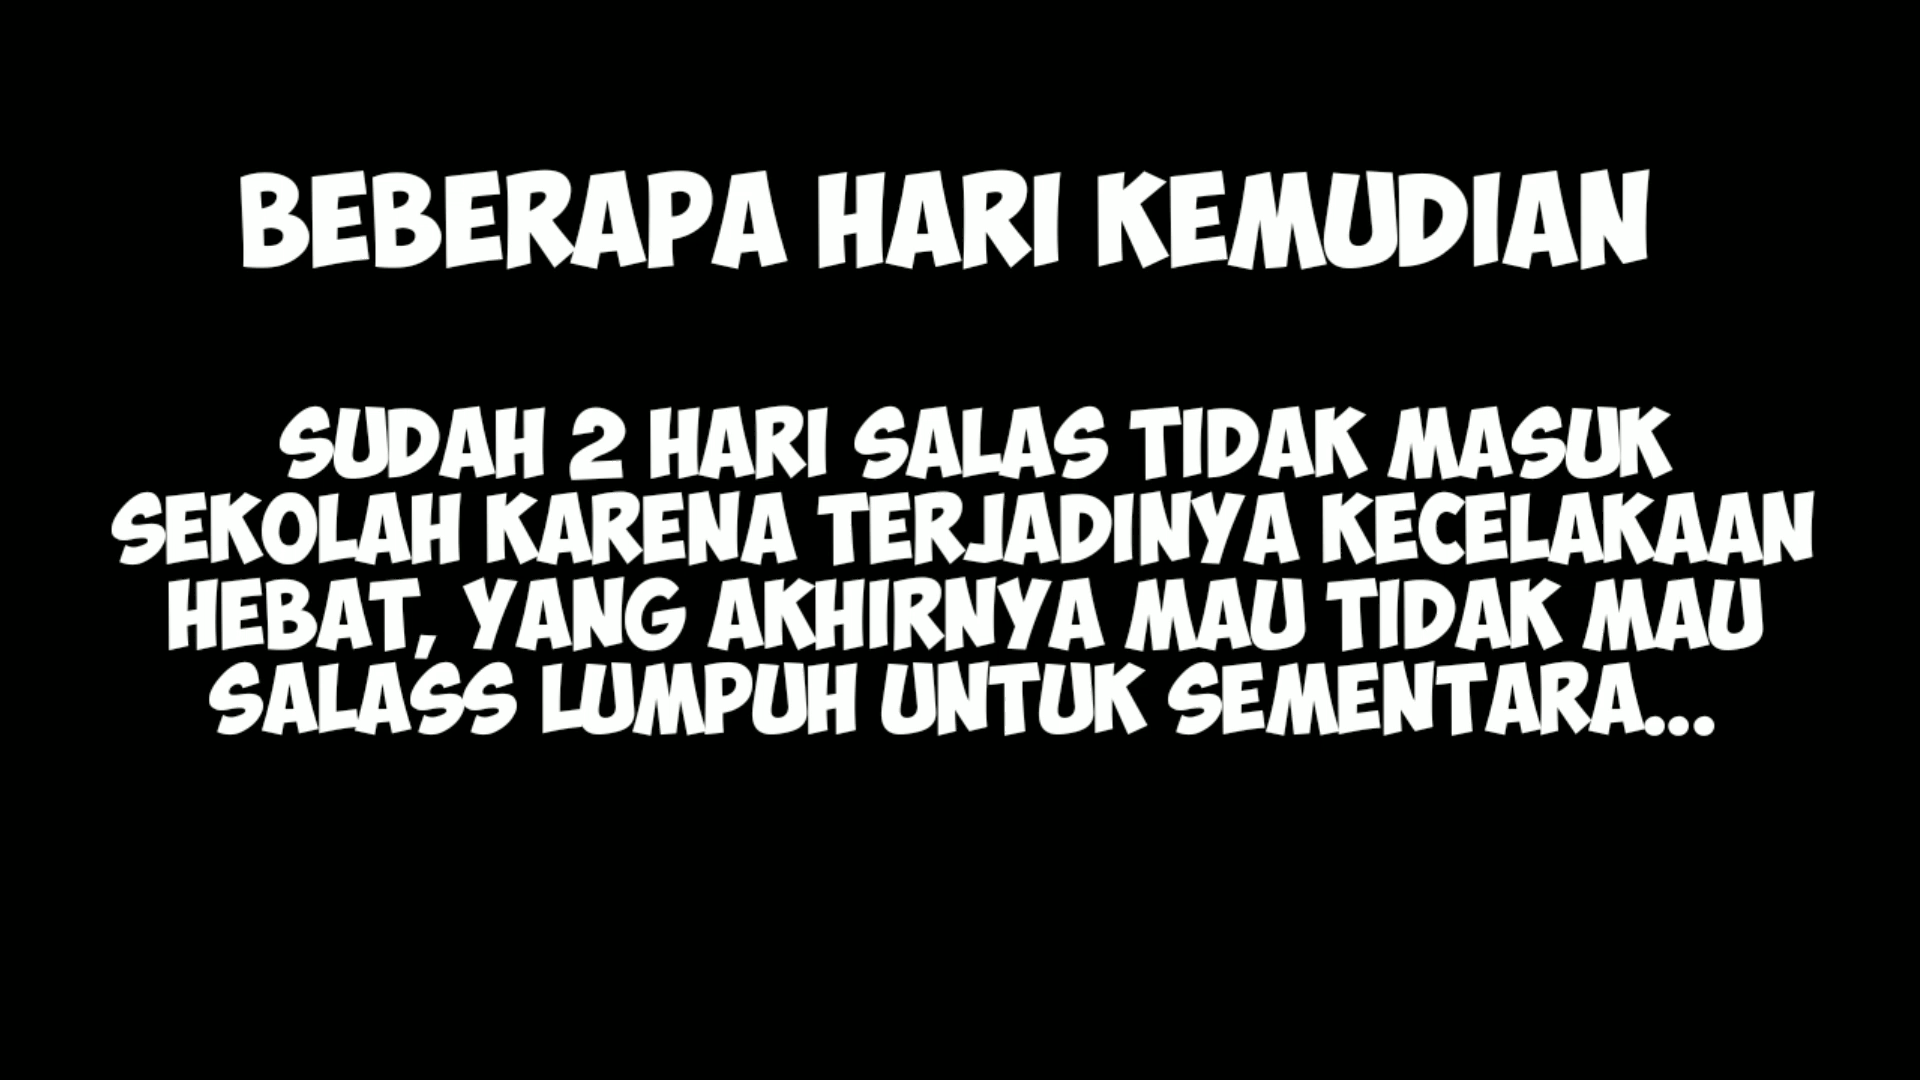 BEBERAPA HARI KEMUDIAN
SUDAH 2 HARI SALAS TIDAK MASUK
SEKOLAH KARENA TERJADINYA KECELAKAAN
HEBAT, YANG AKHIRNYA MAU TIDAK MAU
SALASS LUMPUH UNTUK SEMENTARA...